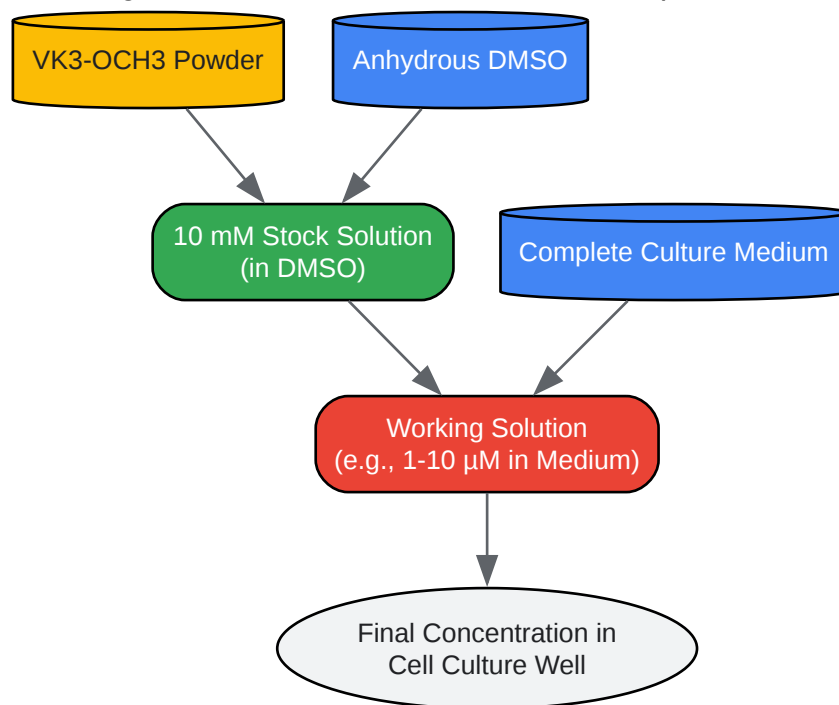 VK3-OCH3 Powder
Anhydrous DMSO
10 mM Stock Solution
(in DMSO)
Complete Culture Medium
Working Solution
(e.g., 1-10 µM in Medium)
Final Concentration in
Cell Culture Well